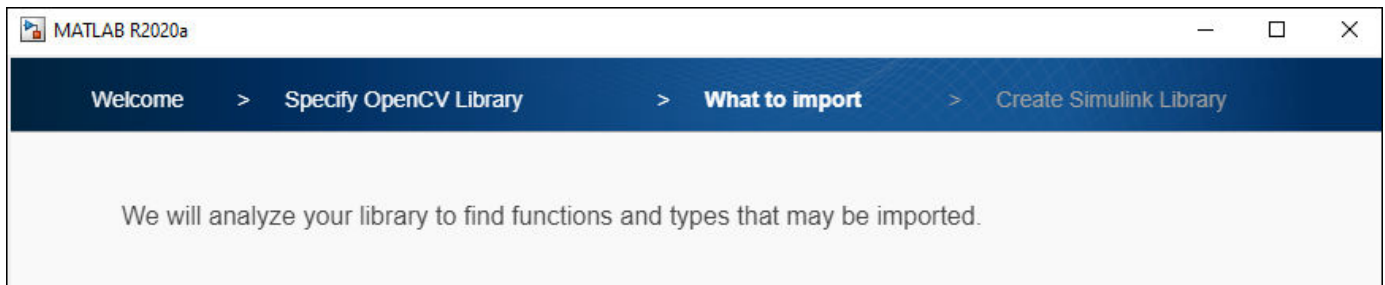 MATLAB R2020a
Welcome > Specify OpenCV Library > What to import > Create Simulink Library
We will analyze your library to find functions and types that may be imported.